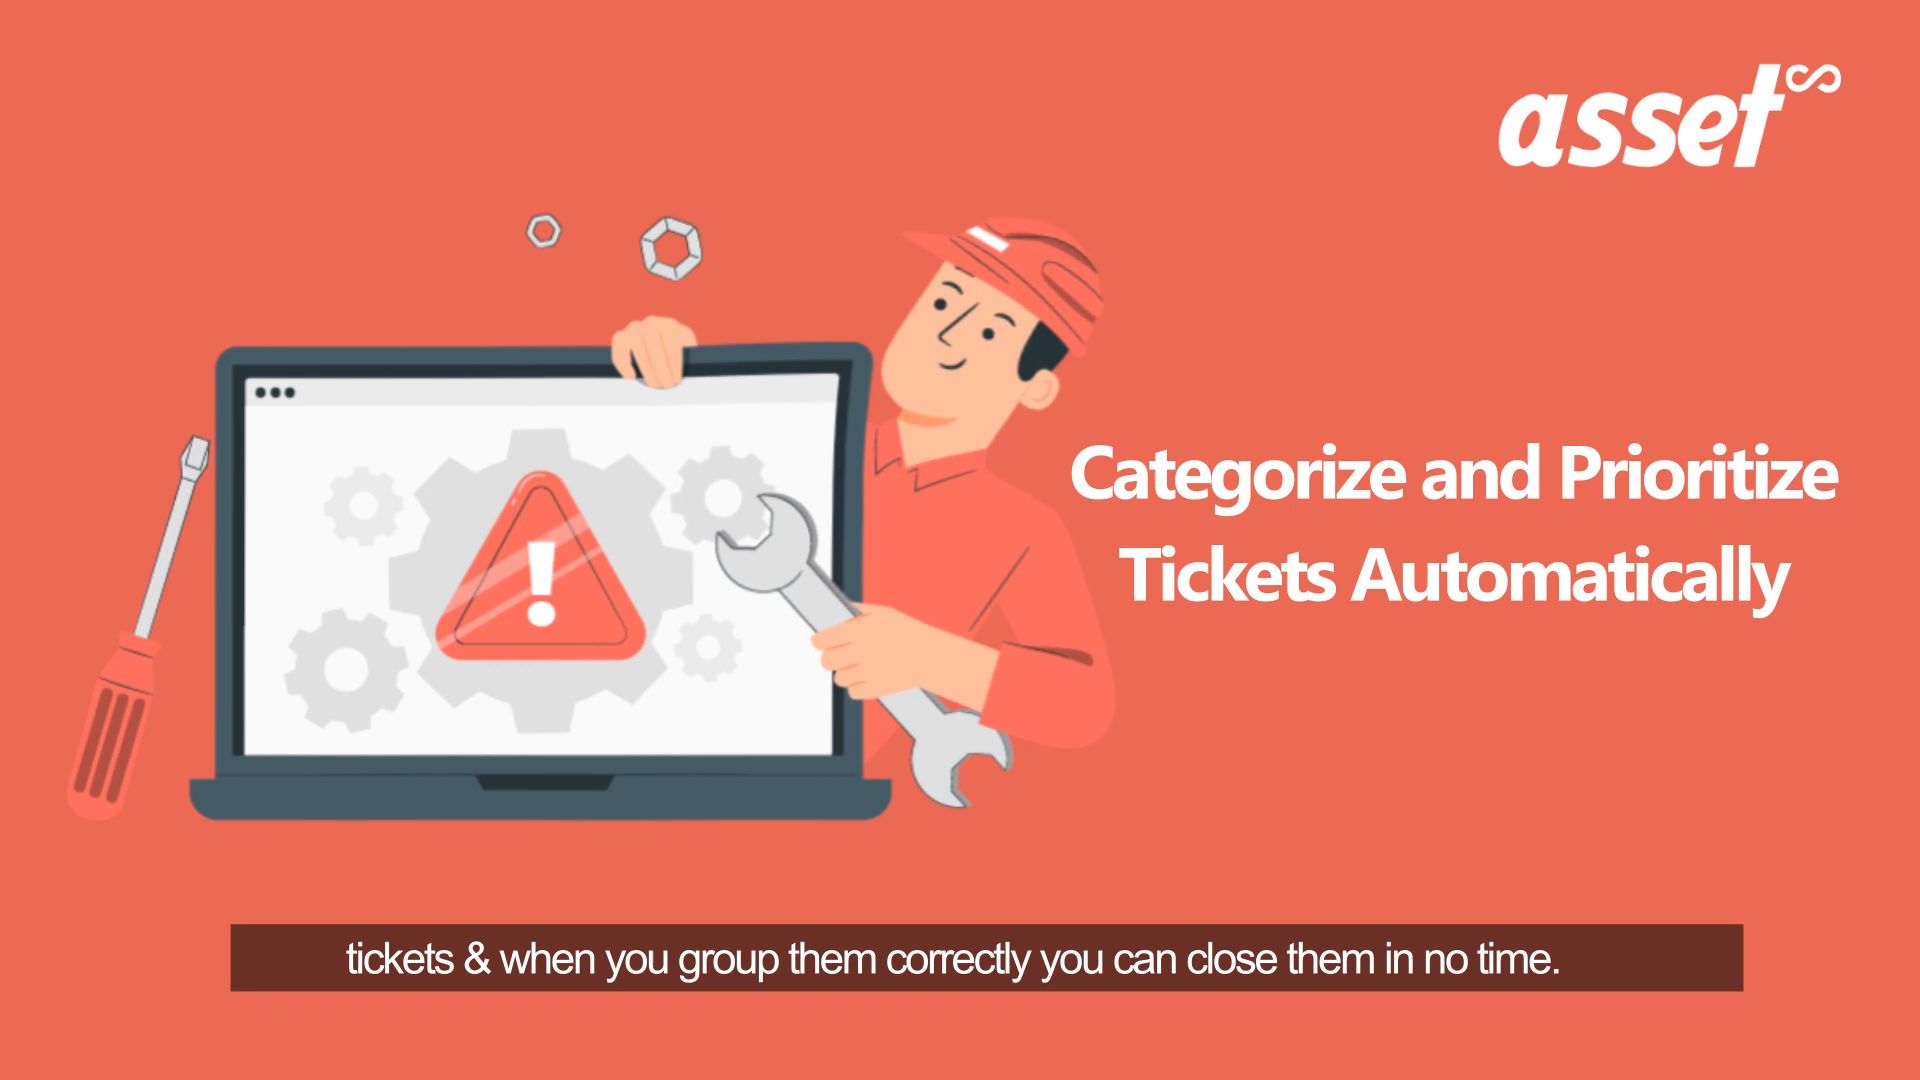 asset∞
Categorize and Prioritize
Tickets Automatically
!
tickets & when you group them correctly you can close them in no time.